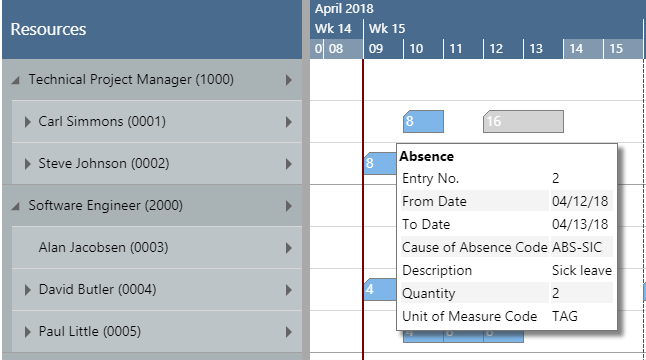 April 2018
Resources
Wk 14 Wk 15
08 09 10 11 12 13 14 15
Technical Project Manager (1000)
Carl Simmons (0001) 8 16
Steve Johnson (0002) 8
Absence
Entry No. 2
From Date 04/12/18
To Date 04/13/18
Cause of Absence Code ABS-SIC
Description Sick leave
Quantity 2
Unit of Measure Code TAG
Software Engineer (2000)
Alan Jacobsen (0003)
David Butler (0004) 4
Paul Little (0005)